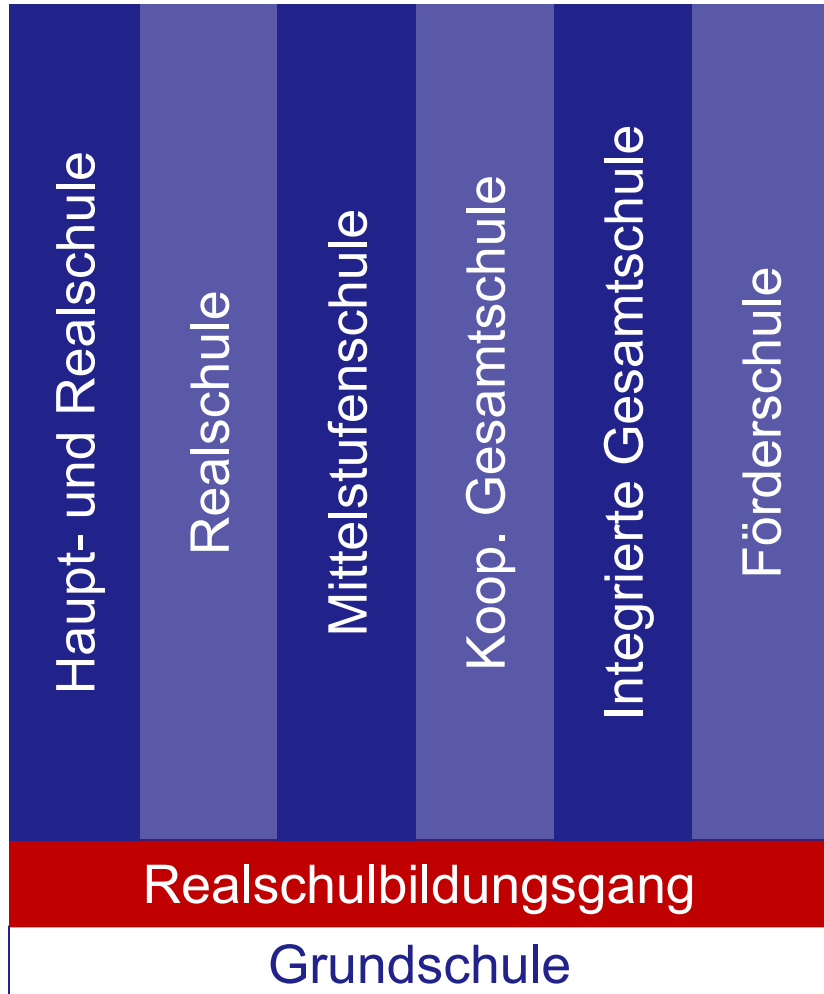 Haupt- und Realschule
Realschule
Mittelstufenschule
Koop. Gesamtschule
Integrierte Gesamtschule
Förderschule
Realschulbildungsgang
Grundschule